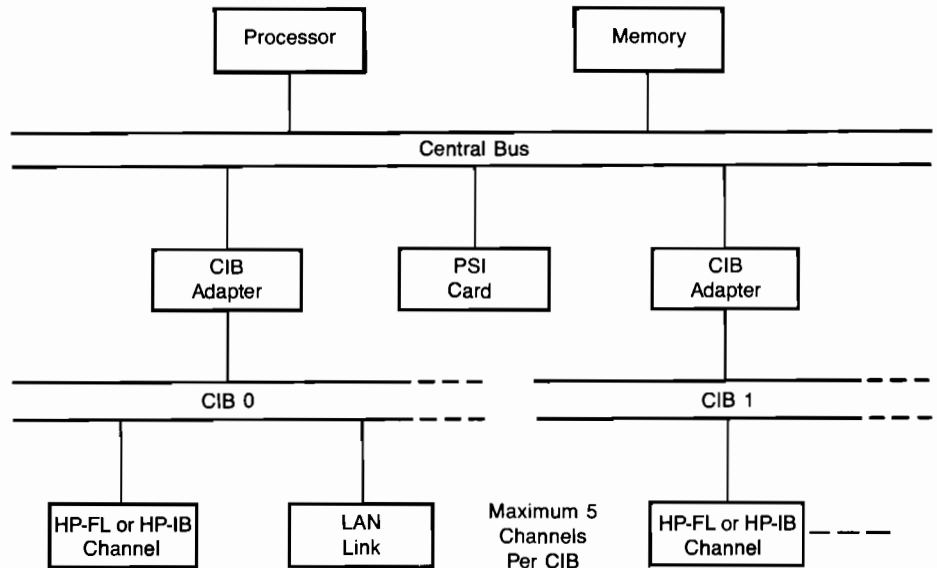 Processor
Memory
Central Bus
CIB
Adapter
PSI
Card
CIB
Adapter
CIB 0
CIB 1
HP-FL or HP-IB
Channel
LAN
Link
Maximum 5
Channels
Per CIB
HP-FL or HP-IB
Channel